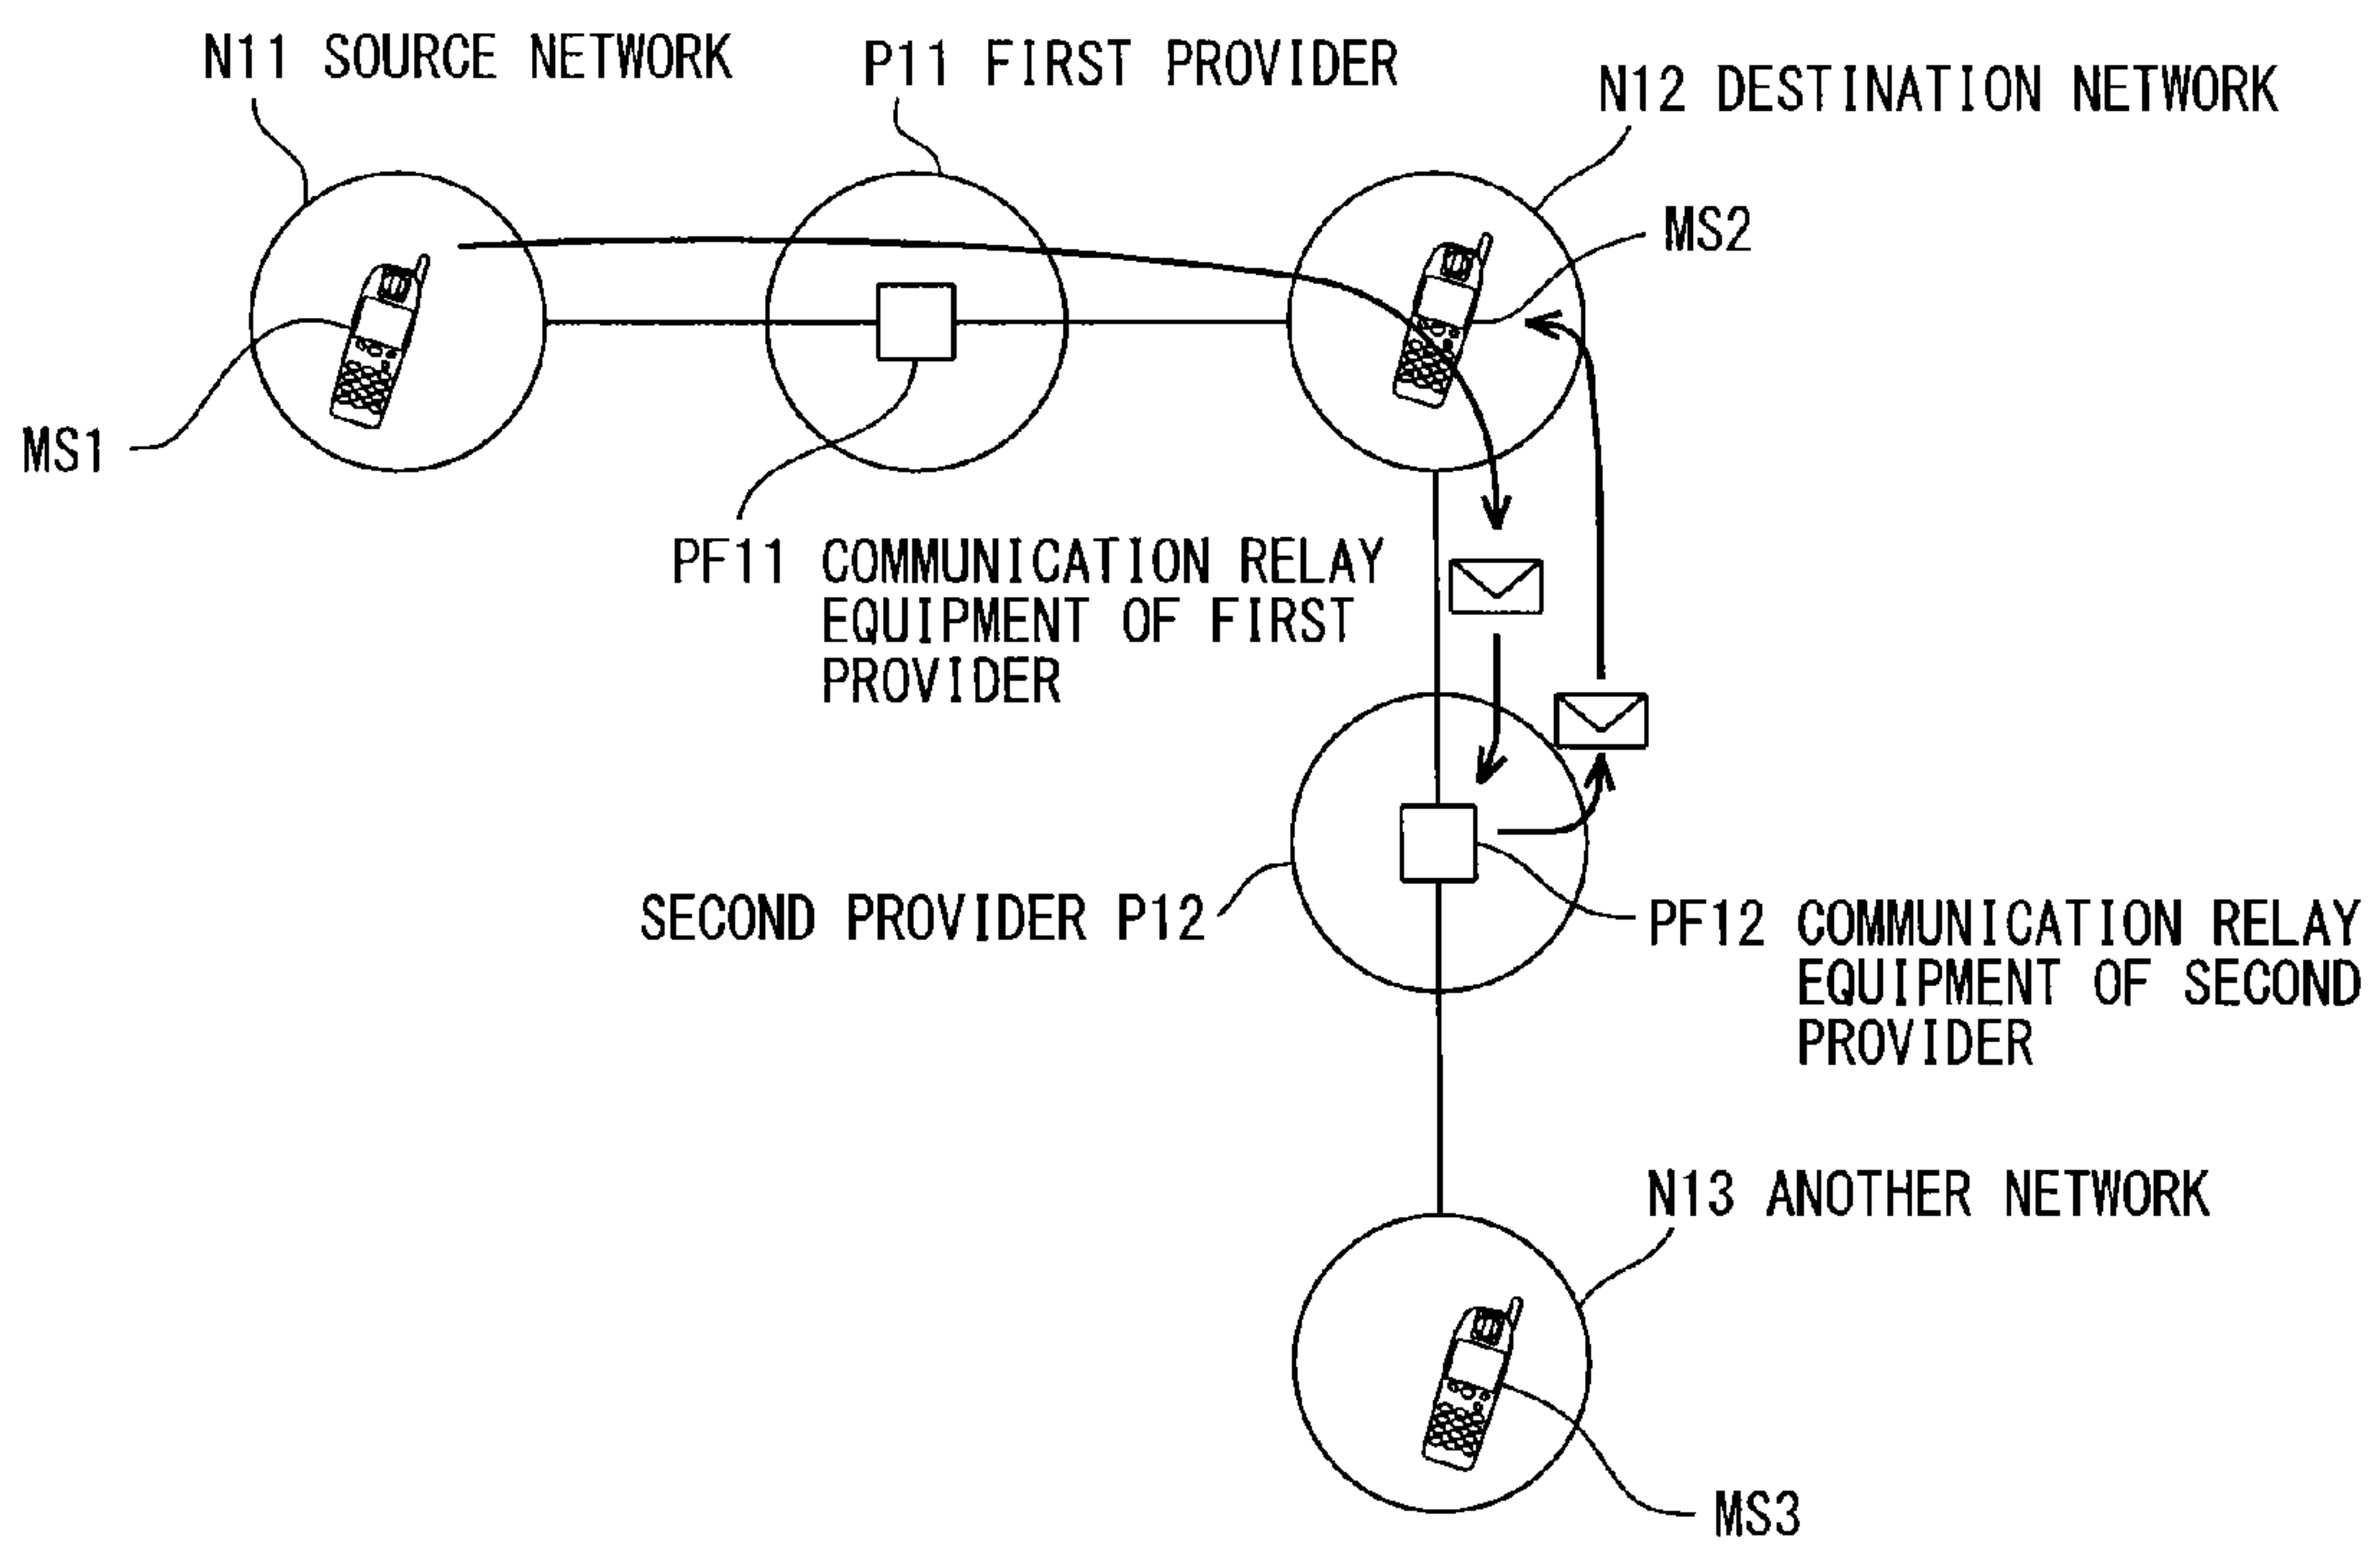 N11 SOURCE NETWORK
P11 FIRST PROVIDER
N12 DESTINATION NETWORK
MS2
MS1
PF11 COMMUNICATION RELAY
EQUIPMENT OF FIRST
PROVIDER
SECOND PROVIDER P12
PF12 COMMUNICATION RELAY
EQUIPMENT OF SECOND
PROVIDER
N13 ANOTHER NETWORK
MS3